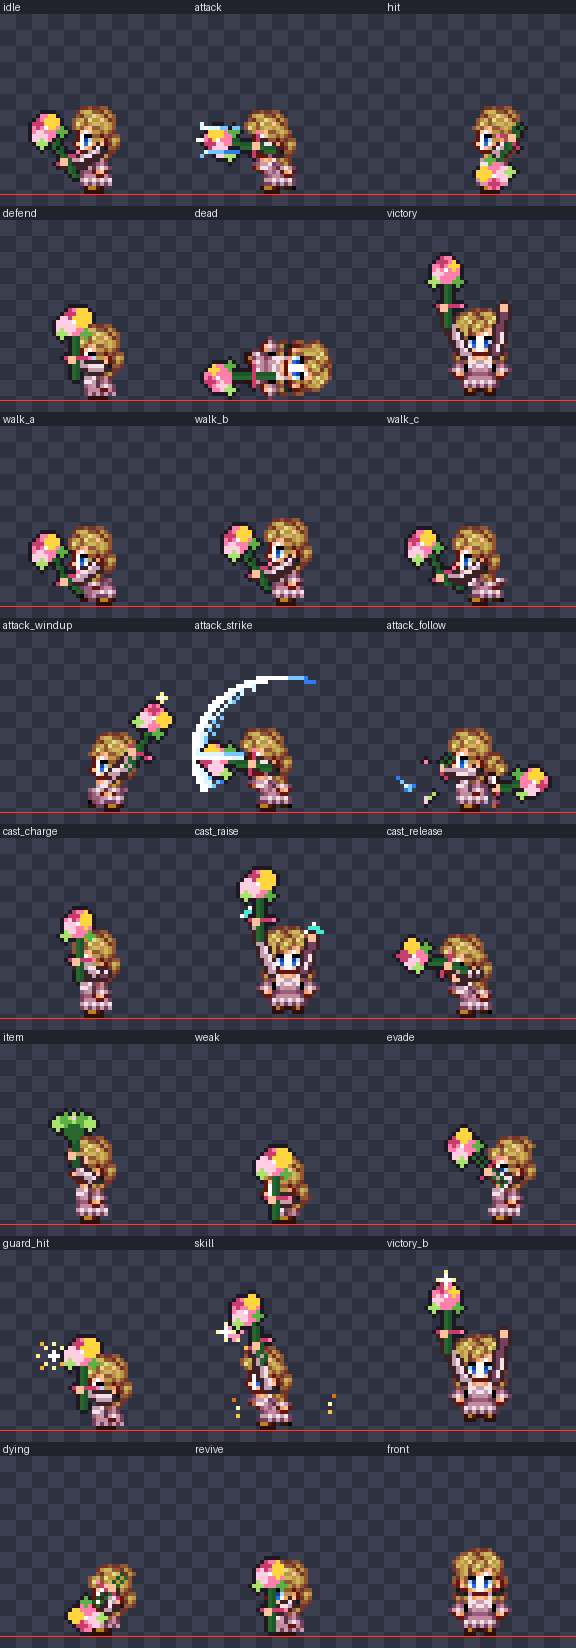 idle
attack
hit
defend
dead
victory
walk_a
walk_b
walk_c
attack_windup
attack_strike
attack_follow
cast_charge
cast_raise
cast_release
item
weak
evade
guard_hit
skill
victory_b
dying
revive
front